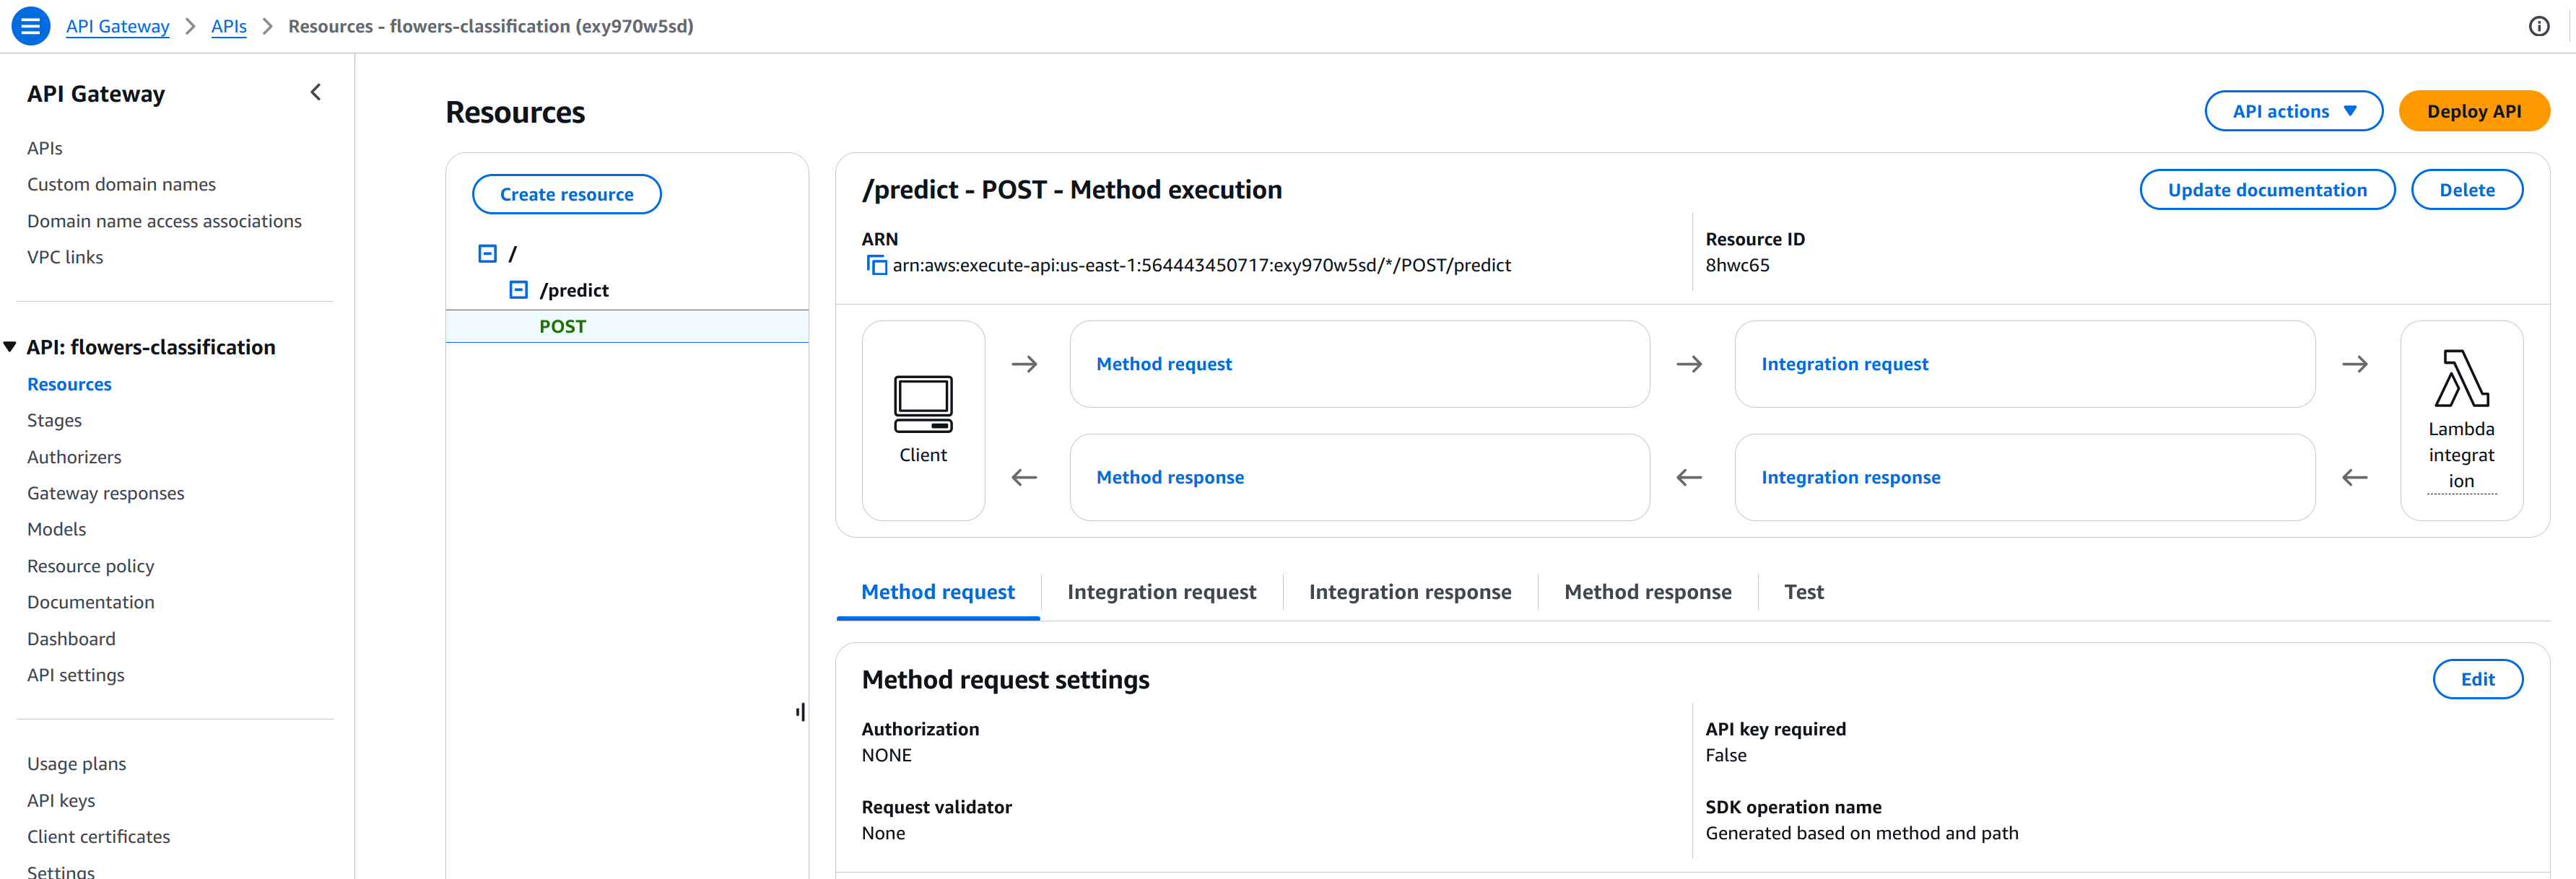 API Gateway > APIs > Resources - flowers-classification (exy970w5sd)
API Gateway
APIs
Custom domain names
Domain name access associations
VPC links
API: flowers-classification
Resources
Stages
Authorizers
Gateway responses
Models
Resource policy
Documentation
Dashboard
API settings
Usage plans
API keys
Client certificates
Settings
Resources
API actions
Deploy API
Create resource
/
/predict
POST
/predict - POST - Method execution
Update documentation
Delete
ARN
arn:aws:execute-api:us-east-1:564443450717:exy970w5sd/*/POST/predict
Resource ID
8hwc65
Client
Method request
Integration request
Method response
Integration response
Lambda
integrat
ion
Method request
Integration request
Integration response
Method response
Test
Method request settings
Edit
Authorization
NONE
API key required
False
Request validator
None
SDK operation name
Generated based on method and path